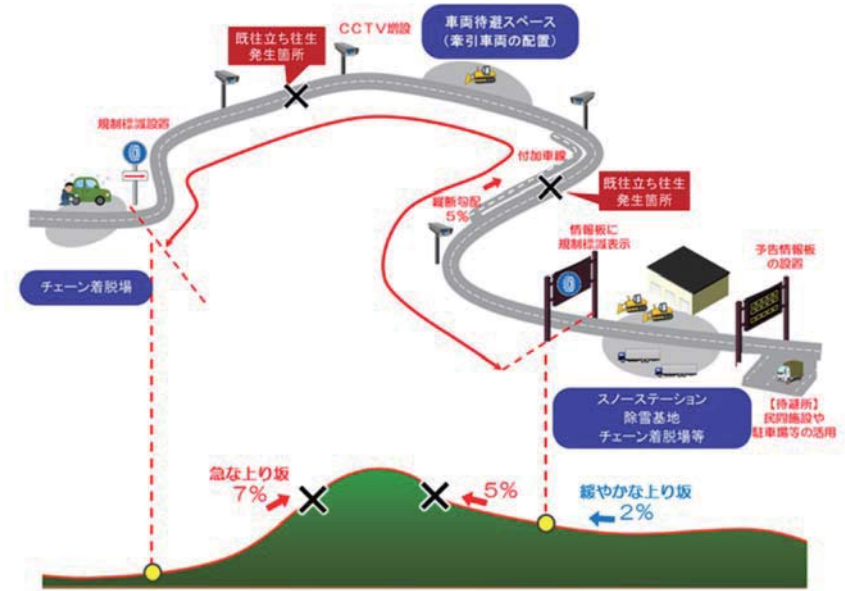 CCTV増設
既往立ち往生
発生箇所
車両待避スペース
（牽引車両の配置）
規制標識設置
付加車線
縦断勾配
5％
既往立ち往生
発生箇所
情報板に
規制標識表示
予告情報板
の設置
チェーン着脱場
スノーステーション
除雪基地
チェーン着脱場等
【待避所】
民間施設や
駐車場等の活用
急な上り坂
7％
5％
緩やかな上り坂
2％